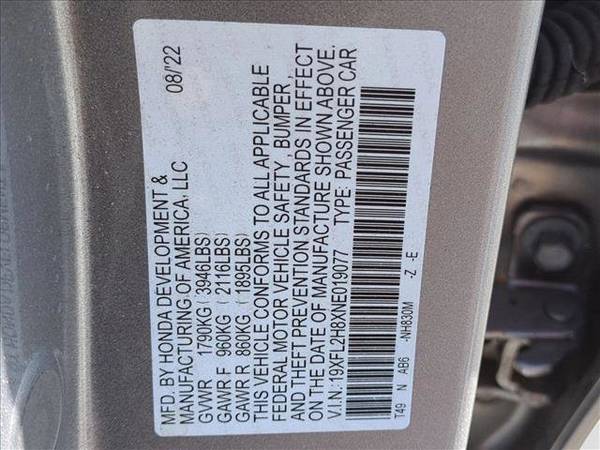 MFD. BY HONDA DEVELOPMENT & 08/'22
MANUFACTURING OF AMERICA, LLC
GVWR 1790KG (3946LBS)
GAWR F 960KG (2116LBS)
GAWR R 860KG (1895LBS)
THIS VEHICLE CONFORMS TO ALL APPLICABLE
FEDERAL MOTOR VEHICLE SAFETY, BUMPER,
AND THEFT PREVENTION STANDARDS IN EFFECT
ON THE DATE OF MANUFACTURE SHOWN ABOVE.
V.I.N: 19XFL2H8XNE019077 TYPE: PASSENGER CAR
T49 N AB6 -NH830M -Z -E